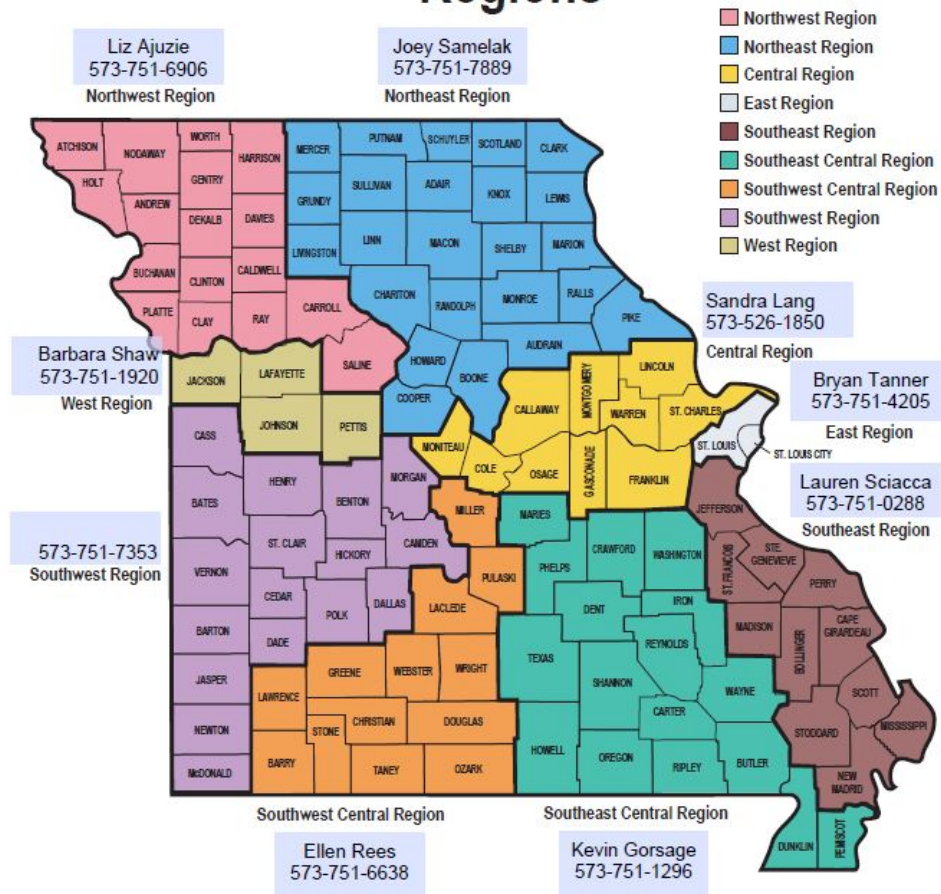 Regions
Northwest Region
Northeast Region
Central Region
East Region
Southeast Region
Southeast Central Region
Southwest Central Region
Southwest Region
West Region
Liz Ajuzie
573-751-6906
Northwest Region
Joey Samelak
573-751-7889
Northeast Region
ATCHISON
NODAWAY
WORTH
HARRISON
HOLT
GENTRY
ANDREW
DEKALB
DAVIES
BUCHANAN
CLINTON
CALDWELL
PLATTE
CLAY
RAY
CARROLL
SALINE
MERCER
PUTNAM
SCHUYLER
SCOTLAND
CLARK
SULLIVAN
ADAIR
KNOX
LEWIS
GRUNDY
LIVINGSTON
LINN
MACON
SHELBY
MARION
CHARITON
RANDOLPH
MONROE
RALLS
PIKE
AUDRAIN
HOWARD
BOONE
COOPER
Sandra Lang
573-526-1850
Central Region
LINCOLN
MONTGOMERY
CALLAWAY
WARREN
ST. CHARLES
MONITEAU
COLE
OSAGE
GASCONADE
FRANKLIN
Barbara Shaw
573-751-1920
West Region
JACKSON
LAFAYETTE
JOHNSON
PETTIS
Bryan Tanner
573-751-4205
East Region
ST. LOUIS
ST. LOUIS CITY
Lauren Sciacca
573-751-0288
Southeast Region
JEFFERSON
STE.
GENEVIEVE
ST.FRANCOIS
PERRY
MADISON
BOLLINGER
CAPE
GIRARDEAU
SCOTT
STODDARD
MISSISSIPPI
NEW
MADRID
573-751-7353
Southwest Region
CASS
BATES
HENRY
BENTON
MORGAN
ST. CLAIR
HICKORY
CAMDEN
VERNON
CEDAR
POLK
DALLAS
BARTON
DADE
JASPER
NEWTON
McDONALD
MILLER
PULASKI
LACLEDE
GREENE
WEBSTER
WRIGHT
LAWRENCE
CHRISTIAN
DOUGLAS
STONE
BARRY
TANEY
OZARK
MARIES
PHELPS
CRAWFORD
WASHINGTON
DENT
IRON
REYNOLDS
TEXAS
SHANNON
WAYNE
CARTER
HOWELL
OREGON
RIPLEY
BUTLER
DUNKLIN
PEMISCOT
Southwest Central Region
Ellen Rees
573-751-6638
Southeast Central Region
Kevin Gorsage
573-751-1296